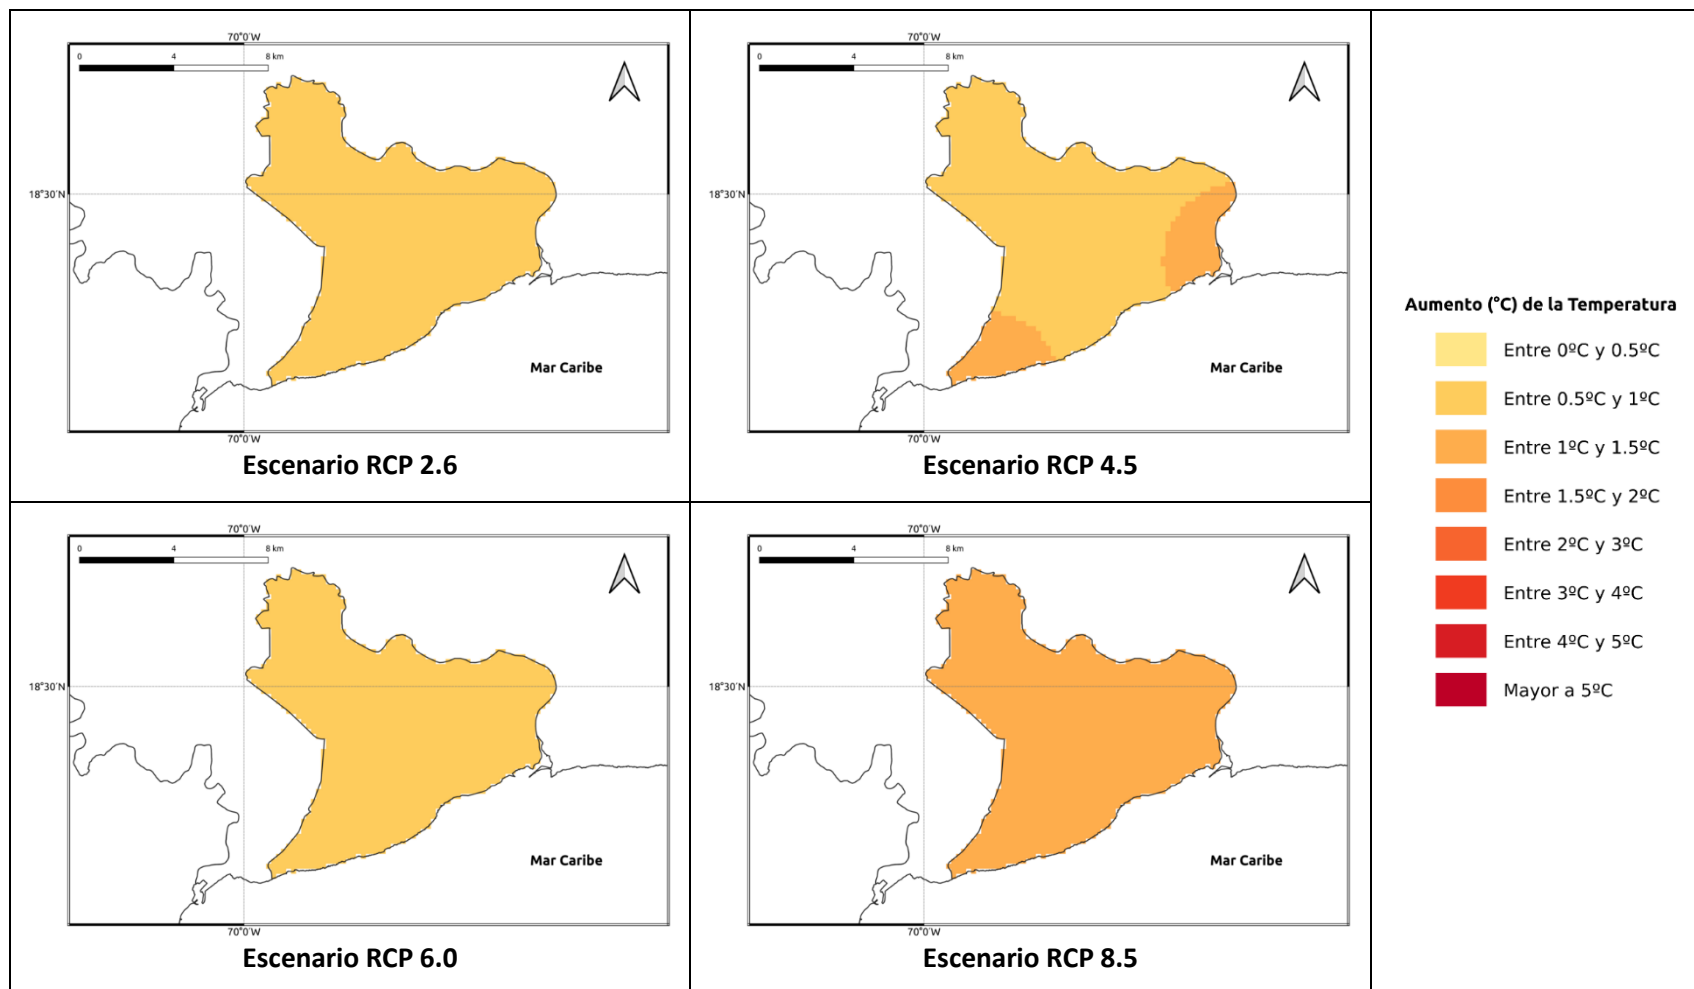 70°0'W
0 4 8 km
18°30'N
Mar Caribe
70°0'W
Escenario RCP 2.6
70°0'W
0 4 8 km
18°30'N
Mar Caribe
70°0'W
Escenario RCP 4.5
70°0'W
0 4 8 km
18°30'N
Mar Caribe
70°0'W
Escenario RCP 6.0
70°0'W
0 4 8 km
18°30'N
Mar Caribe
70°0'W
Escenario RCP 8.5
Aumento (°C) de la Temperatura
Entre 0ºC y 0.5ºC
Entre 0.5ºC y 1ºC
Entre 1ºC y 1.5ºC
Entre 1.5ºC y 2ºC
Entre 2ºC y 3ºC
Entre 3ºC y 4ºC
Entre 4ºC y 5ºC
Mayor a 5ºC